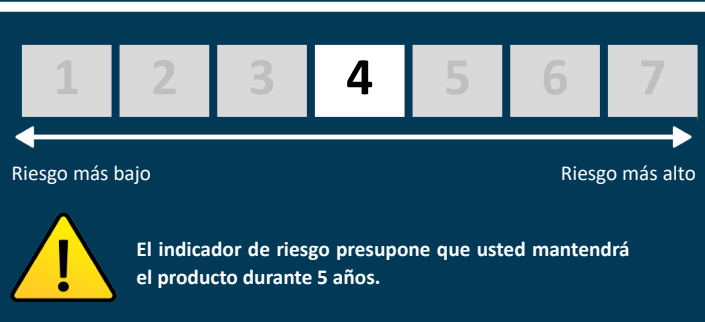 1 2 3 4 5 6 7
Riesgo más bajo Riesgo más alto
!
El indicador de riesgo presupone que usted mantendrá
el producto durante 5 años.